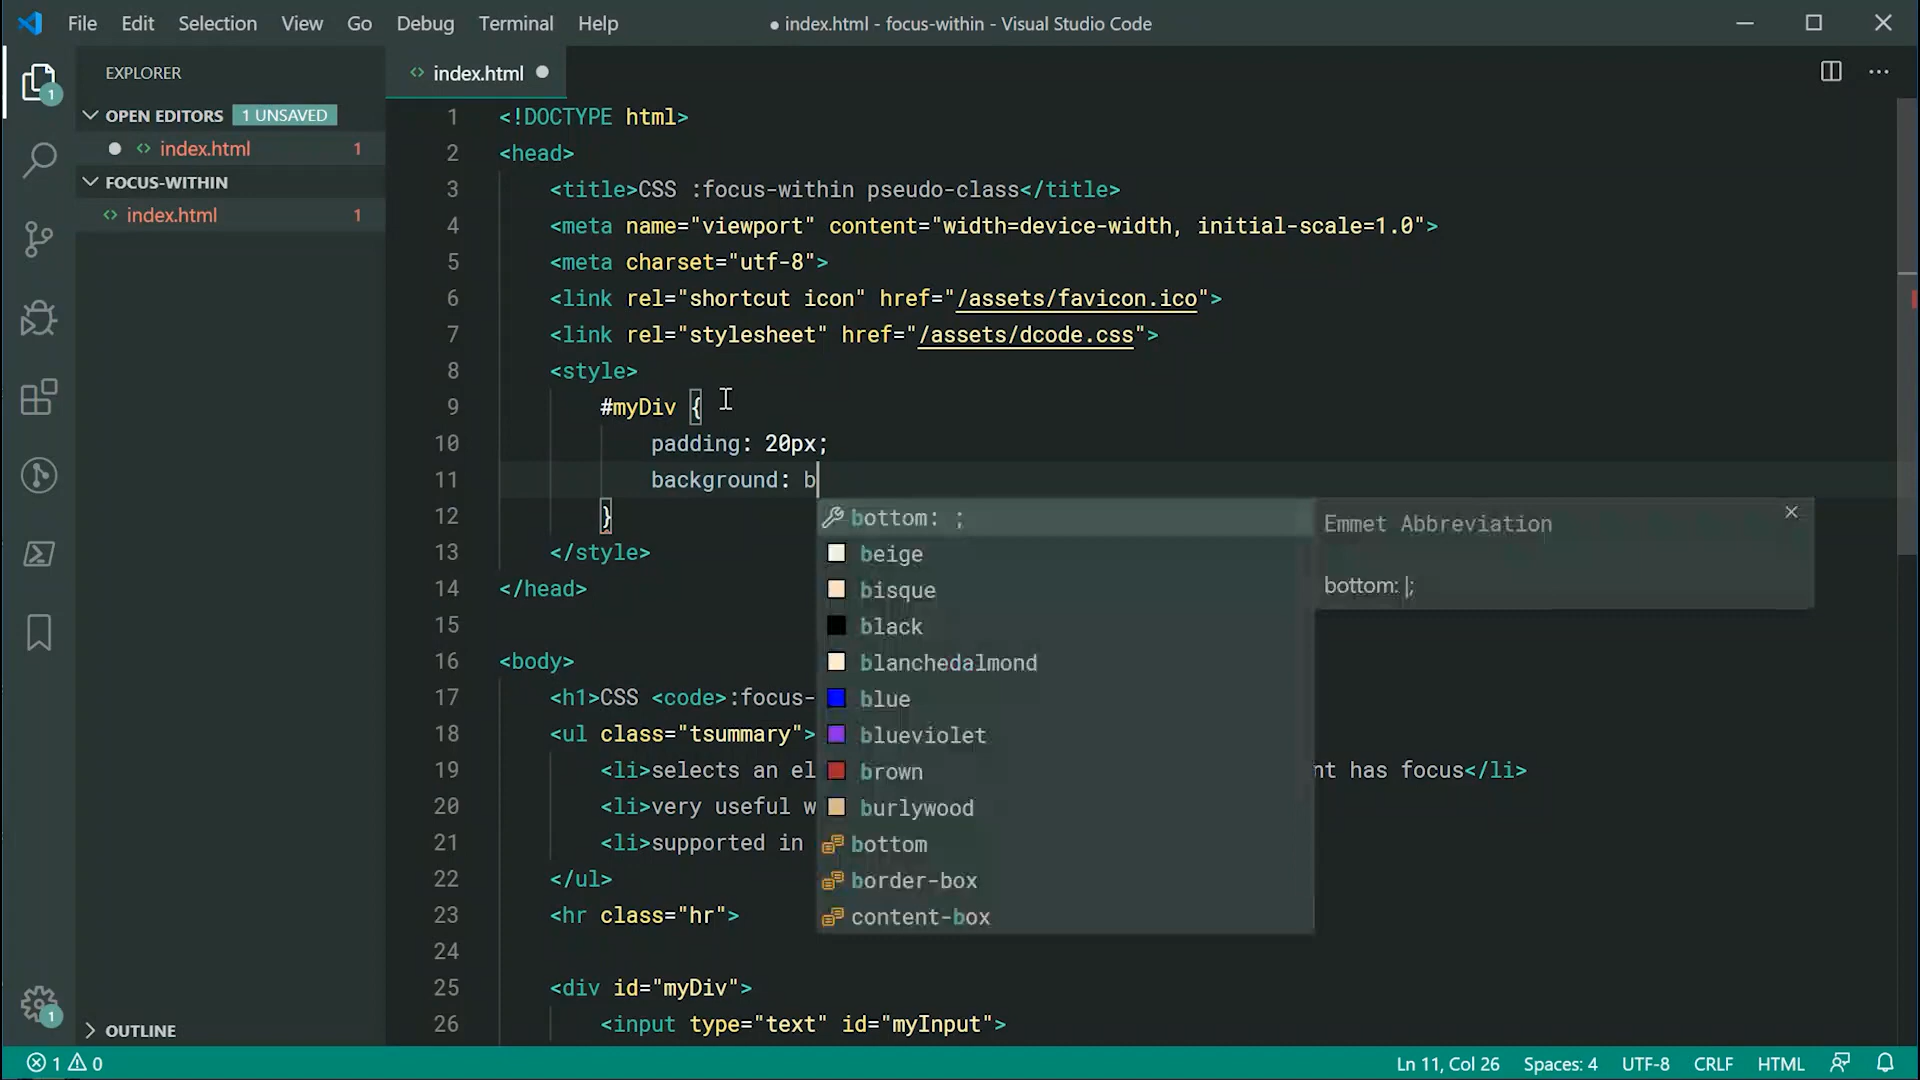 File Edit Selection View Go Debug Terminal Help
● index.html - focus-within - Visual Studio Code
EXPLORER
OPEN EDITORS 1 UNSAVED
index.html 1
FOCUS-WITHIN
index.html 1
OUTLINE
1
1
index.html
1 <!DOCTYPE html>
2 <head>
3 <title>CSS :focus-within pseudo-class</title>
4 <meta name="viewport" content="width=device-width, initial-scale=1.0">
5 <meta charset="utf-8">
6 <link rel="shortcut icon" href="/assets/favicon.ico">
7 <link rel="stylesheet" href="/assets/dcode.css">
8 <style>
9 #myDiv {
10 padding: 20px;
11 background: b
12 }
13 </style>
14 </head>
15
16 <body>
17 <h1>CSS <code>:focus-
18 <ul class="tsummary">
19 <li>selects an el nt has focus</li>
20 <li>very useful w
21 <li>supported in
22 </ul>
23 <hr class="hr">
24
25 <div id="myDiv">
26 <input type="text" id="myInput">
bottom: ;
beige
bisque
black
blanchedalmond
blue
blueviolet
brown
burlywood
bottom
border-box
content-box
Emmet Abbreviation
bottom: |;
1 0
Ln 11, Col 26 Spaces: 4 UTF-8 CRLF HTML